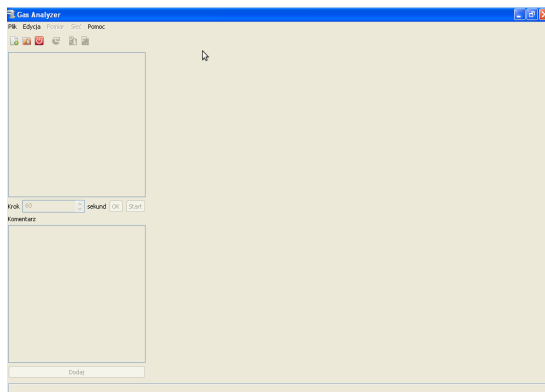 Gas Analyzer
Plik Edycja Pomiar Sieć Pomoc
Krok 60 sekund OK Start
Komentarz
Dodaj